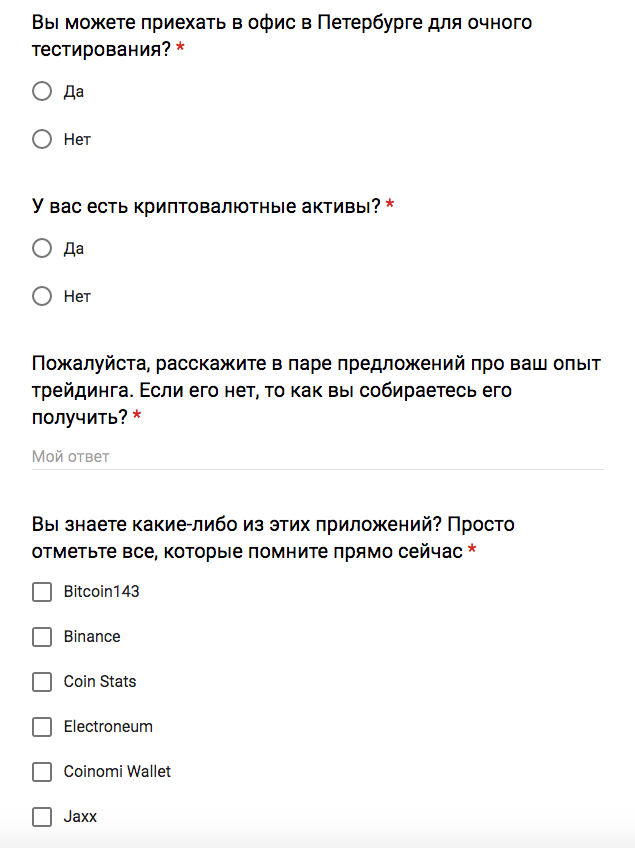 Вы можете приехать в офис в Петербурге для очного
тестирования? *
Да
Нет
У вас есть криптовалютные активы? *
Да
Нет
Пожалуйста, расскажите в паре предложений про ваш опыт
трейдинга. Если его нет, то как вы собираетесь его
получить? *
Мой ответ
Вы знаете какие-либо из этих приложений? Просто
отметьте все, которые помните прямо сейчас *
Bitcoin143
Binance
Coin Stats
Electroneum
Coinomi Wallet
Jaxx